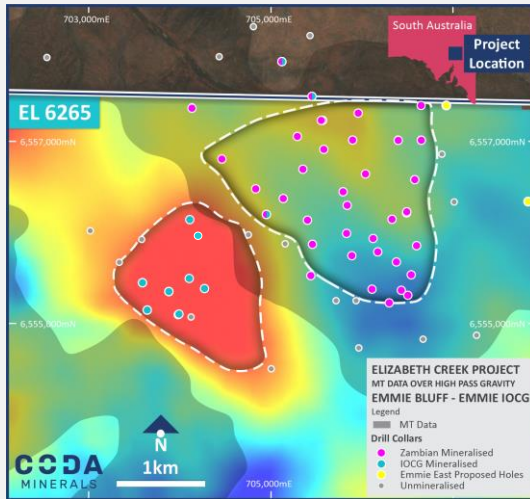 703,000mE
705,000mE
South Australia
Project
Location
EL 6265
6,557,000mN
6,557,000mN
6,555,000mN
6,555,000mN
ELIZABETH CREEK PROJECT
MT DATA OVER HIGH PASS GRAVITY
EMMIE BLUFF - EMMIE IOCG
Legend
MT Data
Drill Collars
Zambian Mineralised
IOCG Mineralised
Emmie East Proposed Holes
Unmineralised
N
1km
CODA
MINERALS
705,000mE